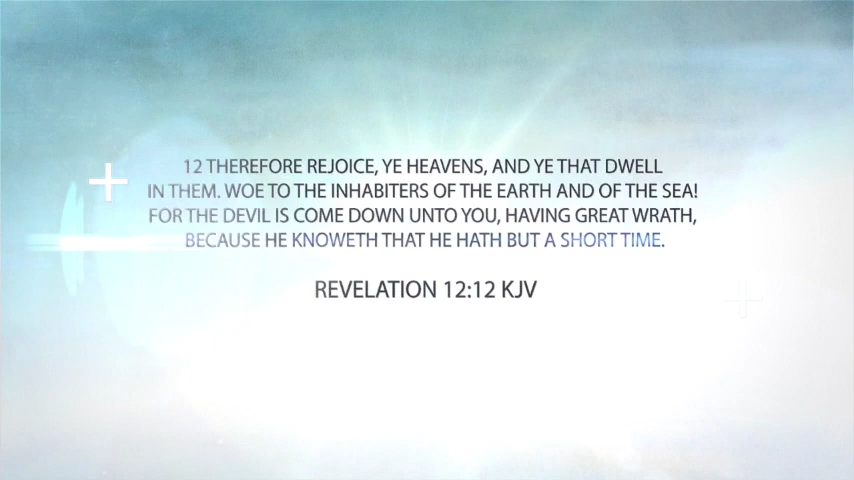 12 THEREFORE REJOICE, YE HEAVENS, AND YE THAT DWELL
IN THEM. WOE TO THE INHABITERS OF THE EARTH AND OF THE SEA!
FOR THE DEVIL IS COME DOWN UNTO YOU, HAVING GREAT WRATH,
BECAUSE HE KNOWETH THAT HE HATH BUT A SHORT TIME.
REVELATION 12:12 KJV